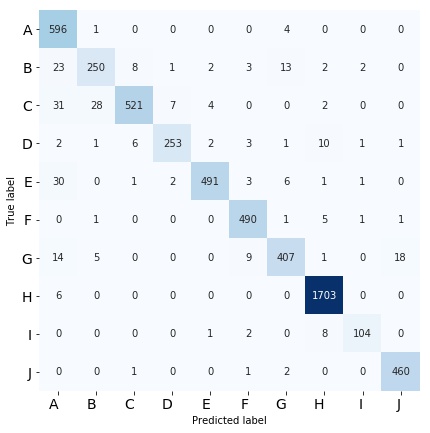 A 596 1 0 0 0 0 4 0 0 0
B 23 250 8 1 2 3 13 2 2 0
C 31 28 521 7 4 0 0 2 0 0
D 2 1 6 253 2 3 1 10 1 1
E 30 0 1 2 491 3 6 1 1 0
F 0 1 0 0 0 490 1 5 1 1
G 14 5 0 0 0 9 407 1 0 18
H 6 0 0 0 0 0 0 1703 0 0
I 0 0 0 0 1 2 0 8 104 0
J 0 0 1 0 0 1 2 0 0 460
True label
A B C D E F G H I J
Predicted label